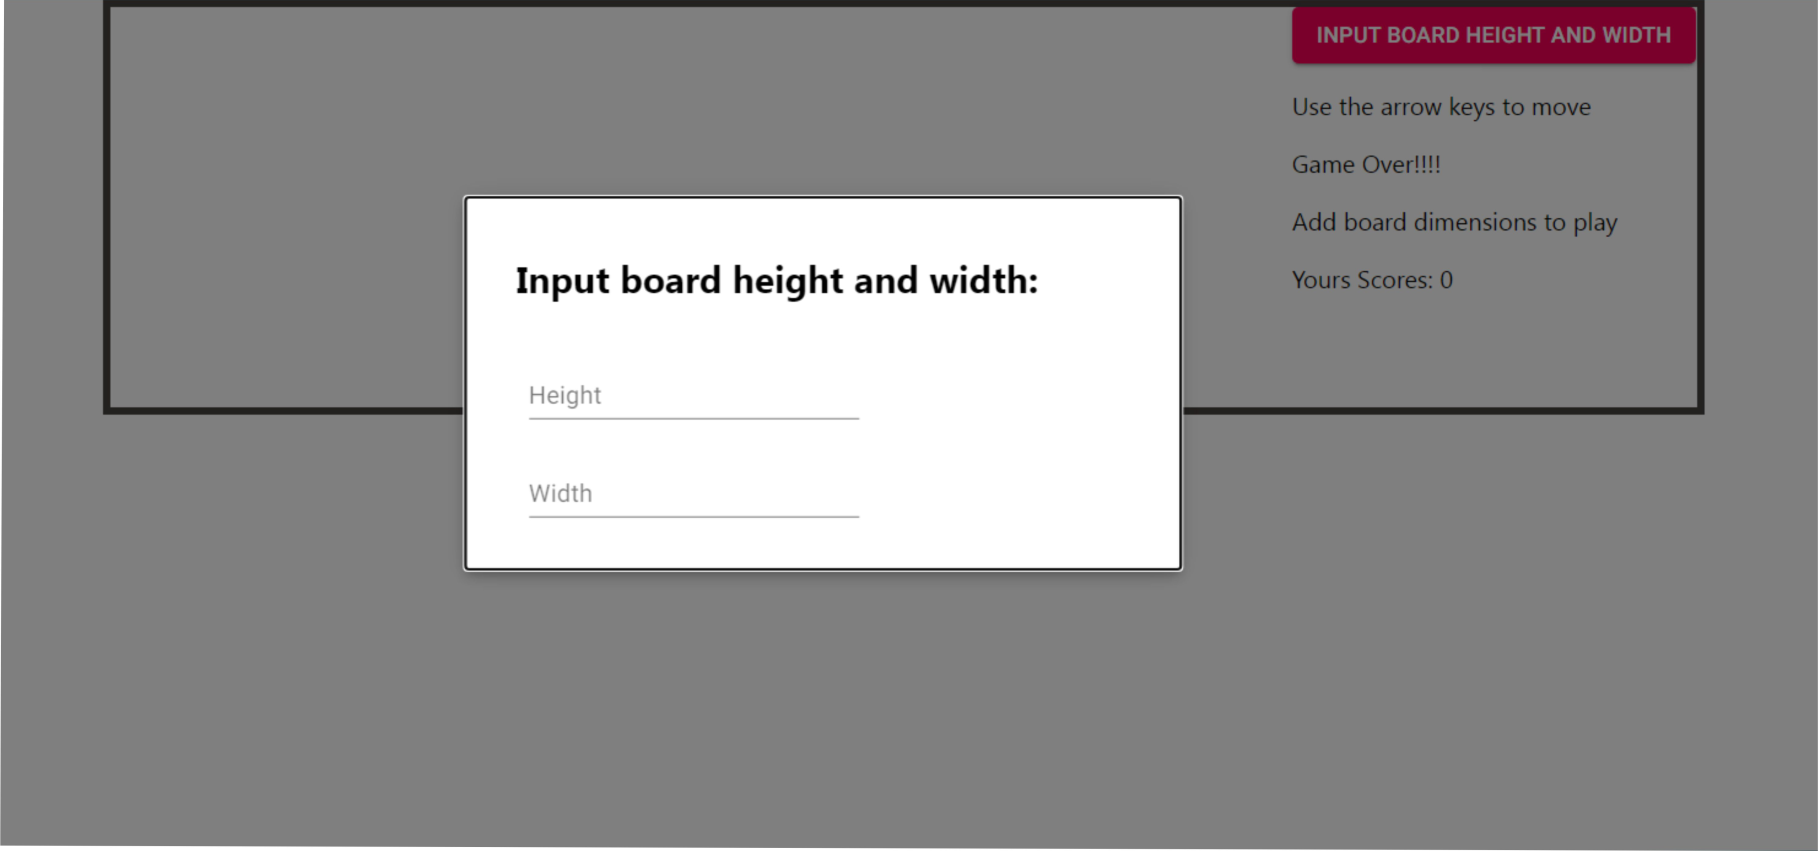 INPUT BOARD HEIGHT AND WIDTH
Use the arrow keys to move
Game Over!!!!
Add board dimensions to play
Yours Scores: 0
Input board height and width:
Height
Width